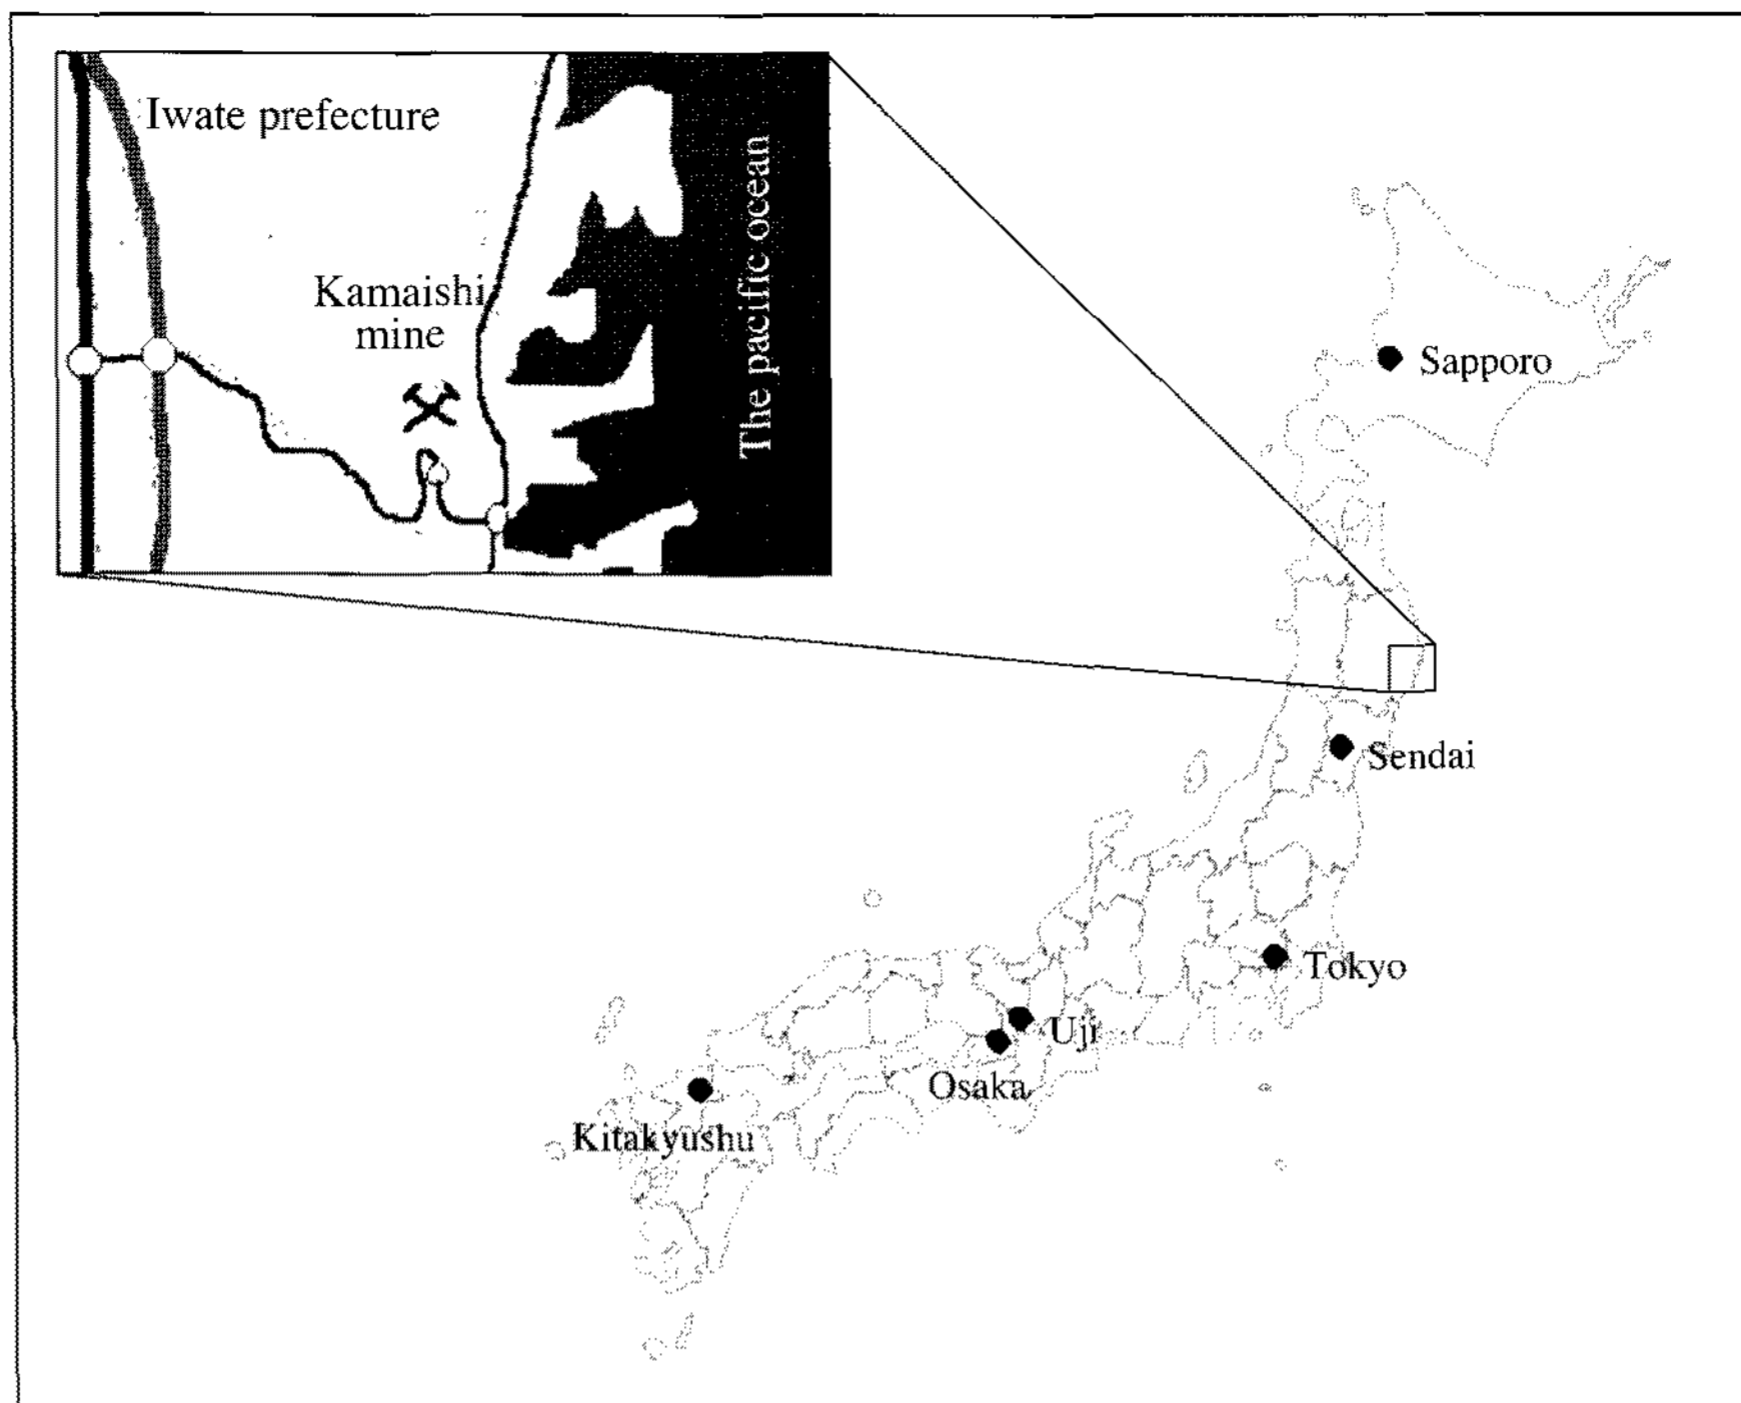 Iwate prefecture
Kamaishi
mine
The pacific ocean
Sapporo
Sendai
Tokyo
Uji
Osaka
Kitakyushu